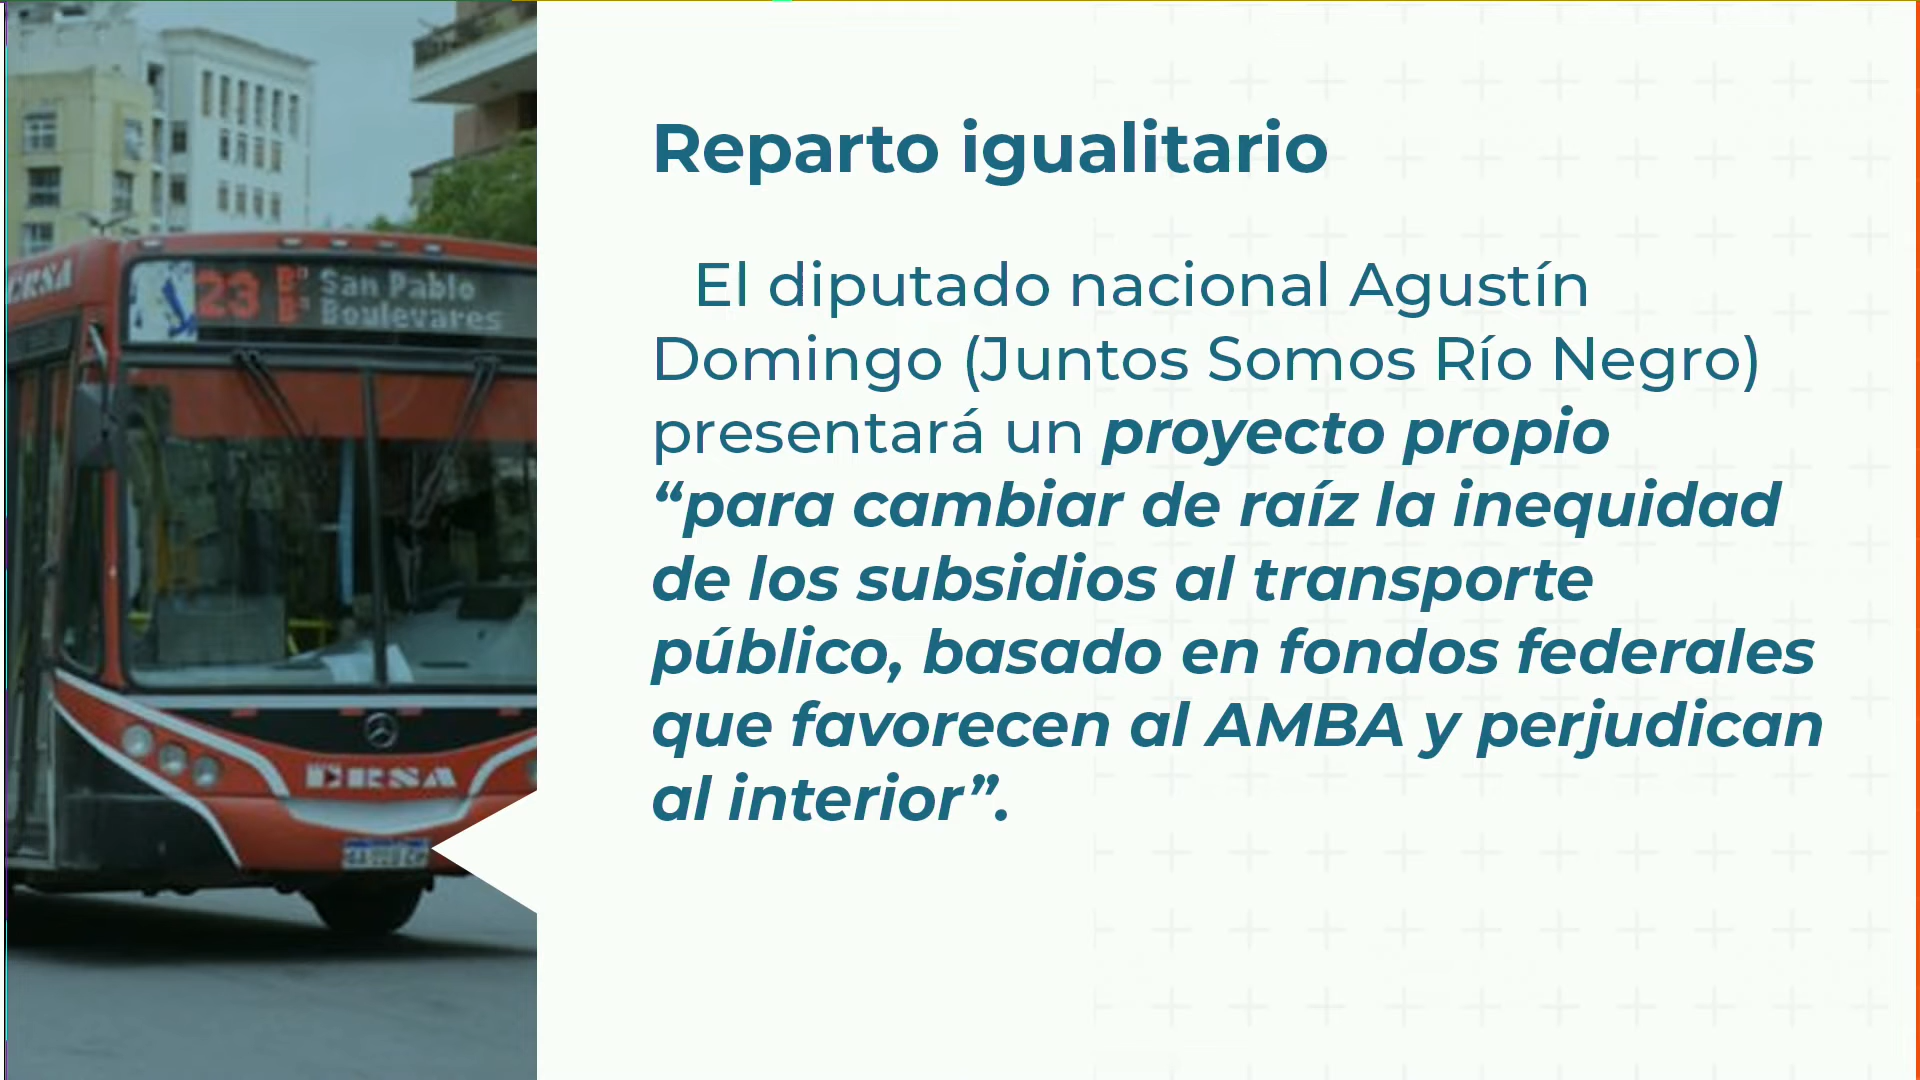 Reparto igualitario
El diputado nacional Agustín
Domingo (Juntos Somos Río Negro)
presentará un proyecto propio
“para cambiar de raíz la inequidad
de los subsidios al transporte
público, basado en fondos federales
que favorecen al AMBA y perjudican
al interior”.
ERSA
23 Bº San Pablo
Bº Boulevares
ERSA